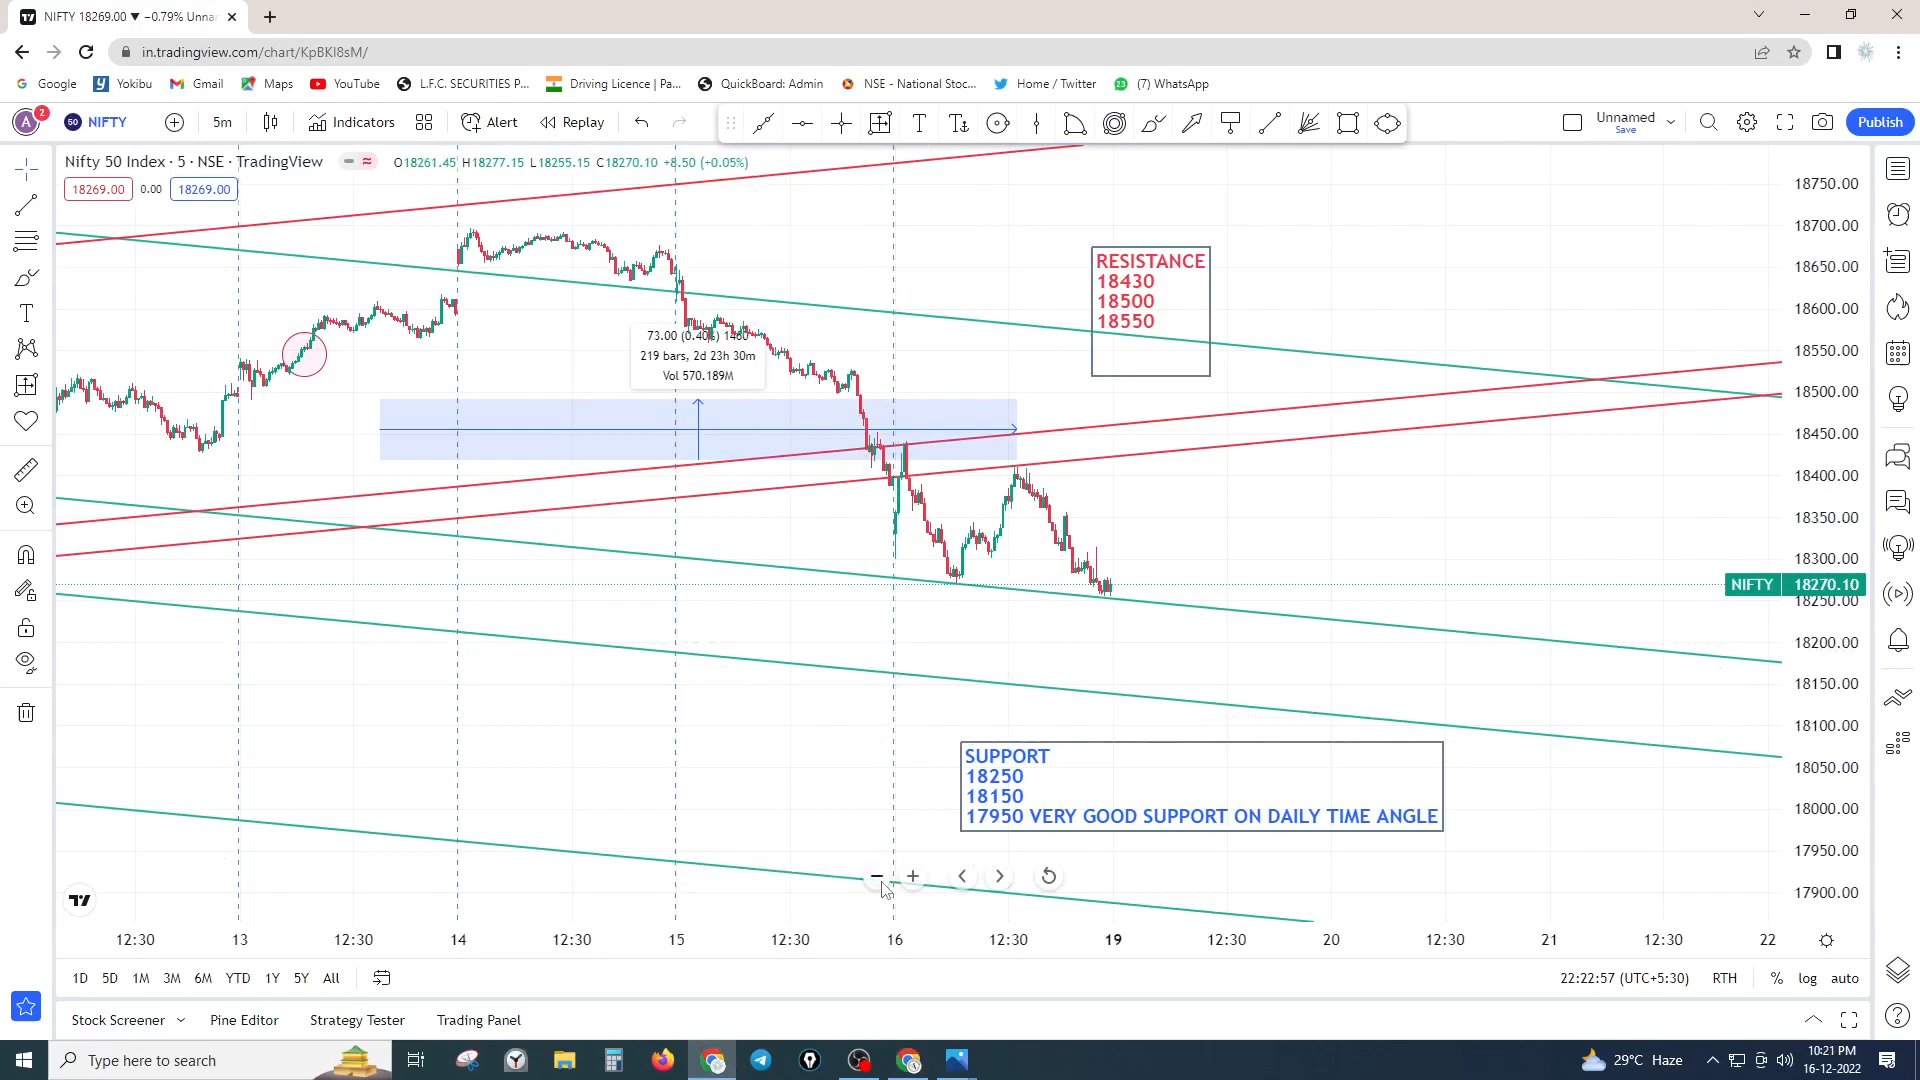 NIFTY 18269.00 ▼ −0.79% Unnar
in.tradingview.com/chart/KpBKI8sM/
Google
Yokibu
Gmail
Maps
YouTube
L.F.C. SECURITIES P...
Driving Licence | Pa...
QuickBoard: Admin
NSE - National Stoc...
Home / Twitter
(7) WhatsApp
A 2
50 NIFTY
5m
Indicators
Alert
Replay
Unnamed
Save
Publish
Nifty 50 Index · 5 · NSE · TradingView
O18261.45 H18277.15 L18255.15 C18270.10 +8.50 (+0.05%)
18269.00 0.00 18269.00
RESISTANCE
18430
18500
18550
73.00 (0.40%) 1460
219 bars, 2d 23h 30m
Vol 570.189M
SUPPORT
18250
18150
17950 VERY GOOD SUPPORT ON DAILY TIME ANGLE
18750.00
18700.00
18650.00
18600.00
18550.00
18500.00
18450.00
18400.00
18350.00
18300.00
NIFTY 18270.10
18250.00
18200.00
18150.00
18100.00
18050.00
18000.00
17950.00
17900.00
12:30 13 12:30 14 12:30 15 12:30 16 12:30 19 12:30 20 12:30 21 12:30 22
1D 5D 1M 3M 6M YTD 1Y 5Y All
22:22:57 (UTC+5:30) RTH % log auto
Stock Screener
Pine Editor
Strategy Tester
Trading Panel
Type here to search
29°C Haze
10:21 PM
16-12-2022